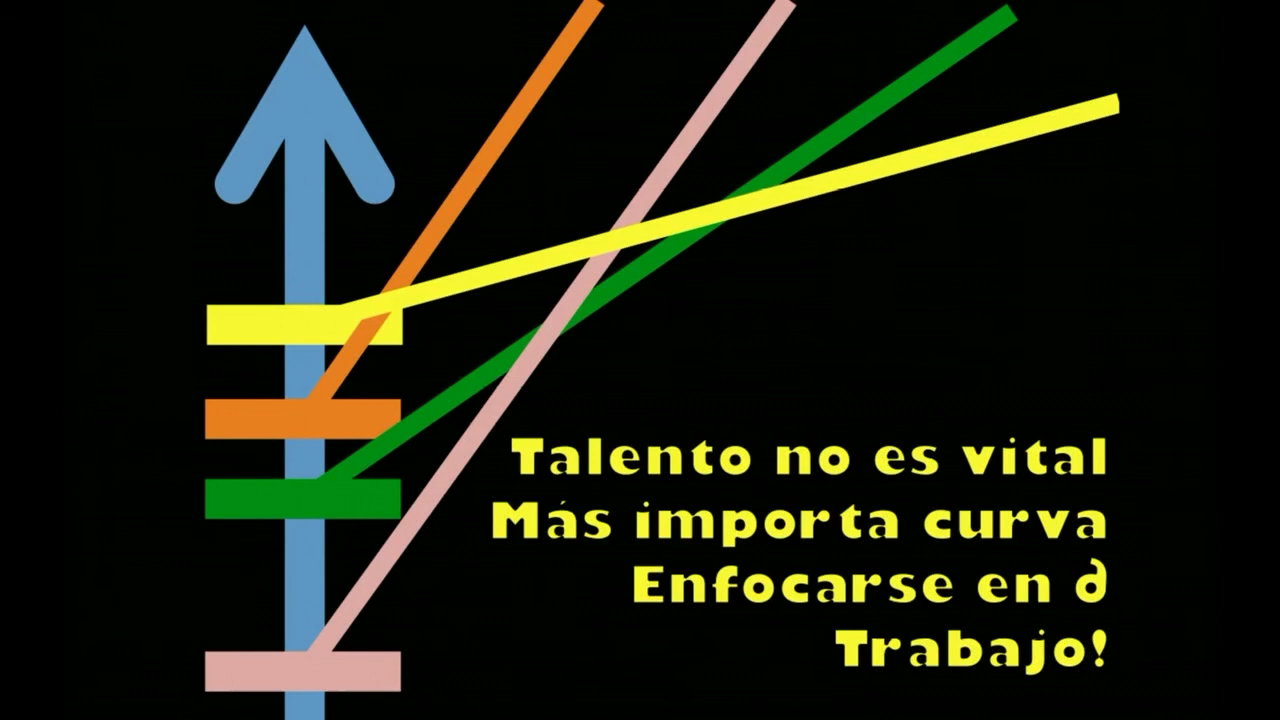 Talento no es vital
Más importa curva
Enfocarse en ∂
Trabajo!